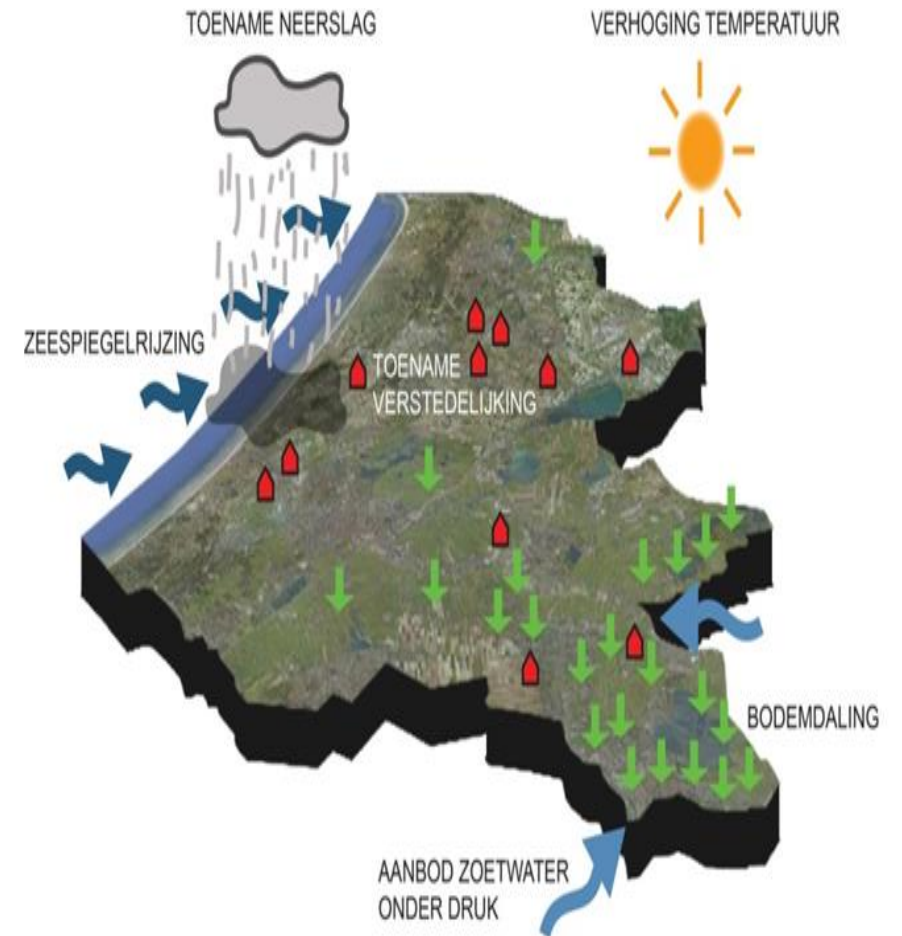 TOENAME NEERSLAG
VERHOGING TEMPERATUUR
ZEESPIEGELRIJZING
TOENAME
VERSTEDELIJKING
BODEMDALING
AANBOD ZOETWATER
ONDER DRUK